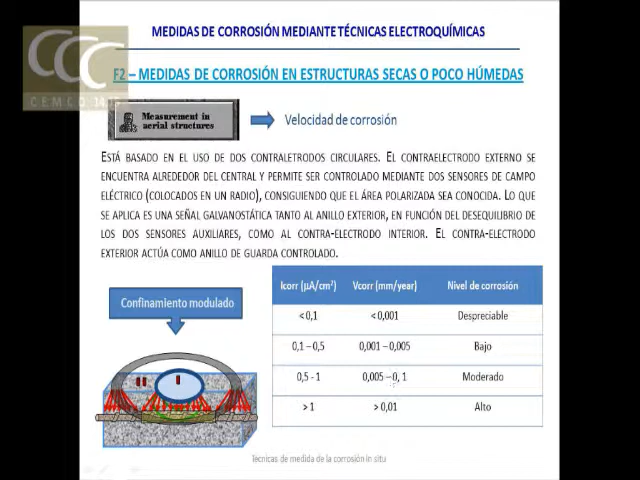 MEDIDAS DE CORROSIÓN MEDIANTE TÉCNICAS ELECTROQUÍMICAS
CCC
CEMCO
F2 – MEDIDAS DE CORROSIÓN EN ESTRUCTURAS SECAS O POCO HÚMEDAS
Measurement in
aerial structures
Velocidad de corrosión
ESTÁ BASADO EN EL USO DE DOS CONTRALETRODOS CIRCULARES. EL CONTRAELECTRODO EXTERNO SE
ENCUENTRA ALREDEDOR DEL CENTRAL Y PERMITE SER CONTROLADO MEDIANTE DOS SENSORES DE CAMPO
ELÉCTRICO (COLOCADOS EN UN RADIO), CONSIGUIENDO QUE EL ÁREA POLARIZADA SEA CONOCIDA. LO QUE
SE APLICA ES UNA SEÑAL GALVANOSTÁTICA TANTO AL ANILLO EXTERIOR, EN FUNCIÓN DEL DESEQUILIBRIO DE
LOS DOS SENSORES AUXILIARES, COMO AL CONTRA-ELECTRODO INTERIOR. EL CONTRA-ELECTRODO
EXTERIOR ACTÚA COMO ANILLO DE GUARDA CONTROLADO.
Confinamiento modulado
Icorr (µA/cm²) Vcorr (mm/year) Nivel de corrosión
< 0,1 < 0,001 Despreciable
0,1 – 0,5 0,001 – 0,005 Bajo
0,5 - 1 0,005 – 0, 1 Moderado
> 1 > 0,01 Alto
Tecnicas de medida de la corrosión in situ